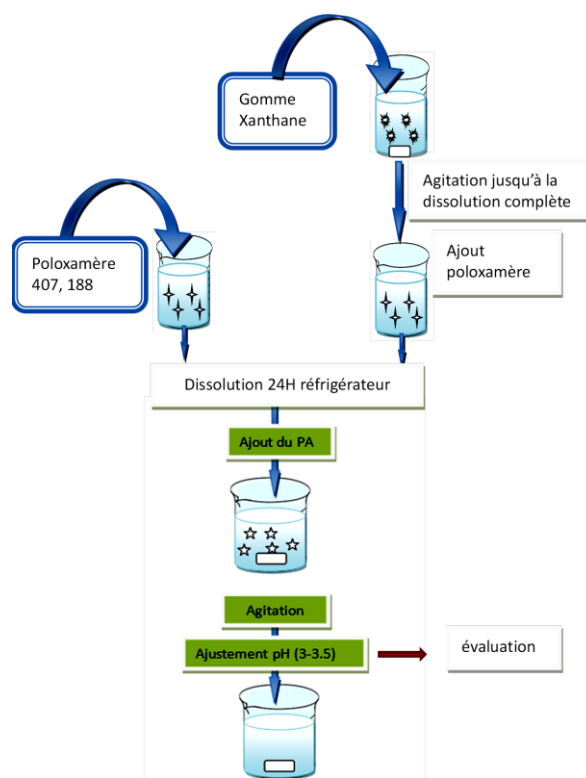 Gomme
Xanthane
Agitation jusqu'à la
dissolution complète
Poloxamère
407, 188
Ajout
poloxamère
Dissolution 24H réfrigérateur
Ajout du PA
Agitation
Ajustement pH (3-3.5)
évaluation